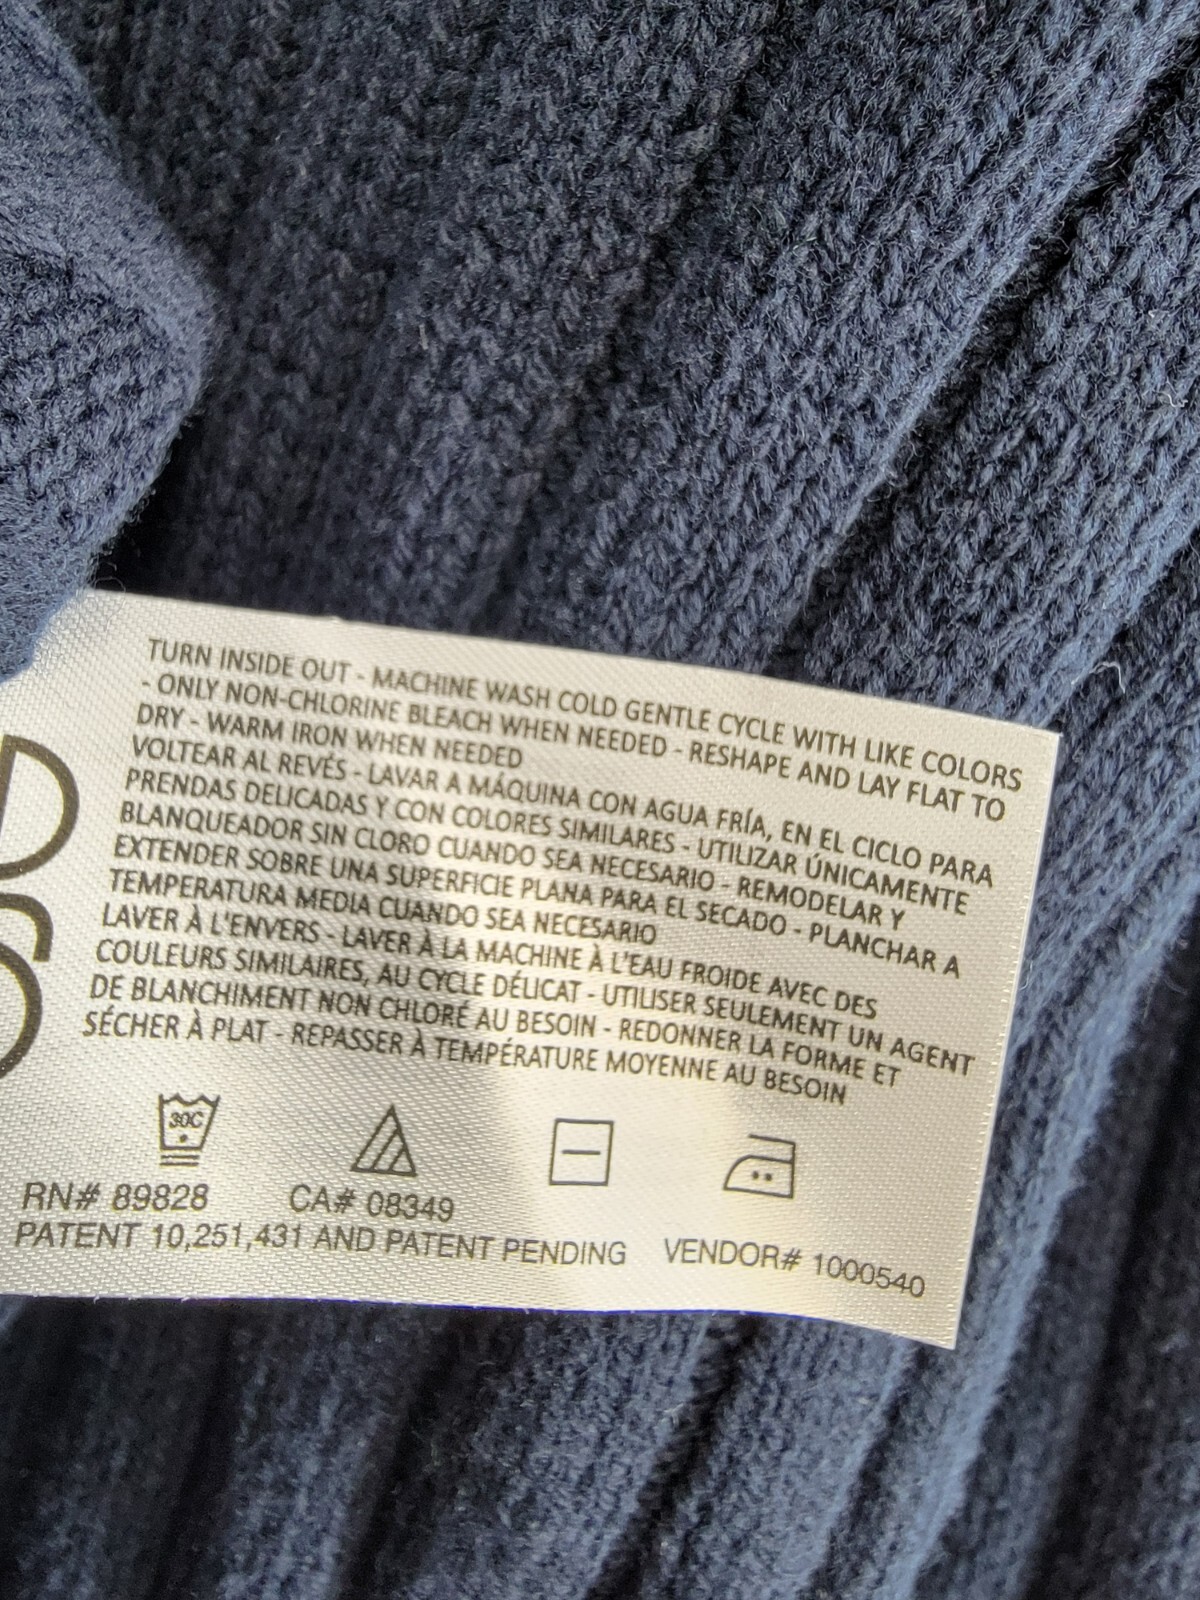 TURN INSIDE OUT - MACHINE WASH COLD GENTLE CYCLE WITH LIKE COLORS
- ONLY NON-CHLORINE BLEACH WHEN NEEDED - RESHAPE AND LAY FLAT TO
DRY - WARM IRON WHEN NEEDED
VOLTEAR AL REVÉS - LAVAR A MÁQUINA CON AGUA FRÍA, EN EL CICLO PARA
PRENDAS DELICADAS Y CON COLORES SIMILARES - UTILIZAR ÚNICAMENTE
BLANQUEADOR SIN CLORO CUANDO SEA NECESARIO - REMODELAR Y
EXTENDER SOBRE UNA SUPERFICIE PLANA PARA EL SECADO - PLANCHAR A
TEMPERATURA MEDIA CUANDO SEA NECESARIO
LAVER À L'ENVERS - LAVER À LA MACHINE À L'EAU FROIDE AVEC DES
COULEURS SIMILAIRES, AU CYCLE DÉLICAT - UTILISER SEULEMENT UN AGENT
DE BLANCHIMENT NON CHLORÉ AU BESOIN - REDONNER LA FORME ET
SÉCHER À PLAT - REPASSER À TEMPÉRATURE MOYENNE AU BESOIN
30C
RN# 89828 CA# 08349
PATENT 10,251,431 AND PATENT PENDING VENDOR# 1000540